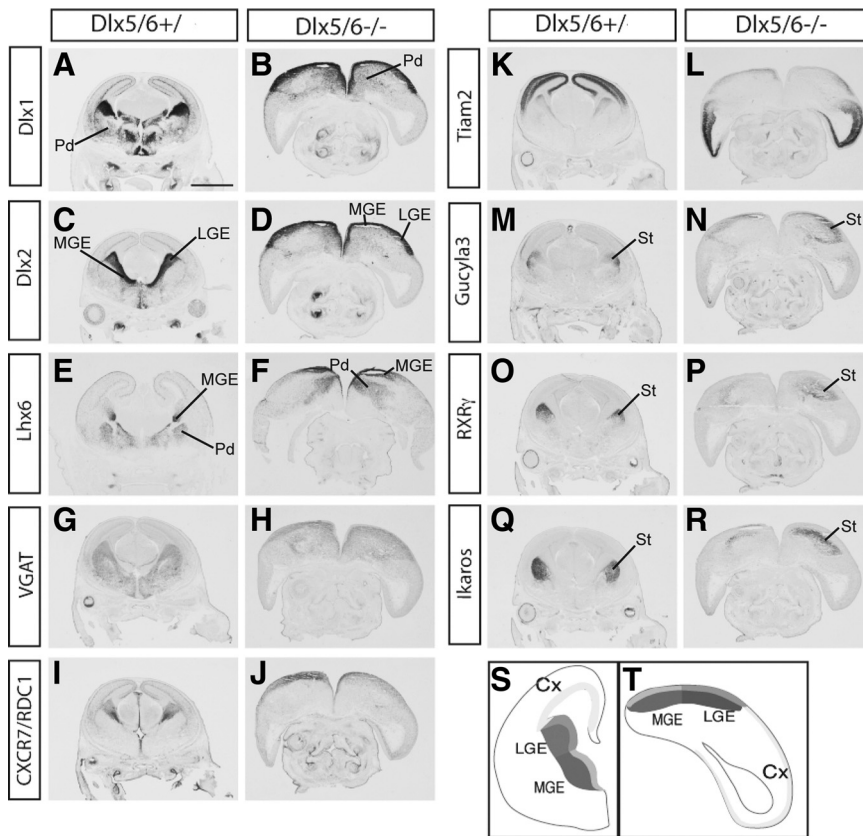 Dlx5/6+/
Dlx5/6-/-
Dlx5/6+/
Dlx5/6-/-
Dlx1
A
Pd
B
Pd
Tiam2
K
L
Dlx2
C
MGE
LGE
D
MGE
LGE
Gucyla3
M
St
N
St
Lhx6
E
MGE
Pd
F
Pd
MGE
RXRγ
O
St
P
St
VGAT
G
H
Ikaros
Q
St
R
St
CXCR7/RDC1
I
J
S
Cx
LGE
MGE
T
MGE
LGE
Cx